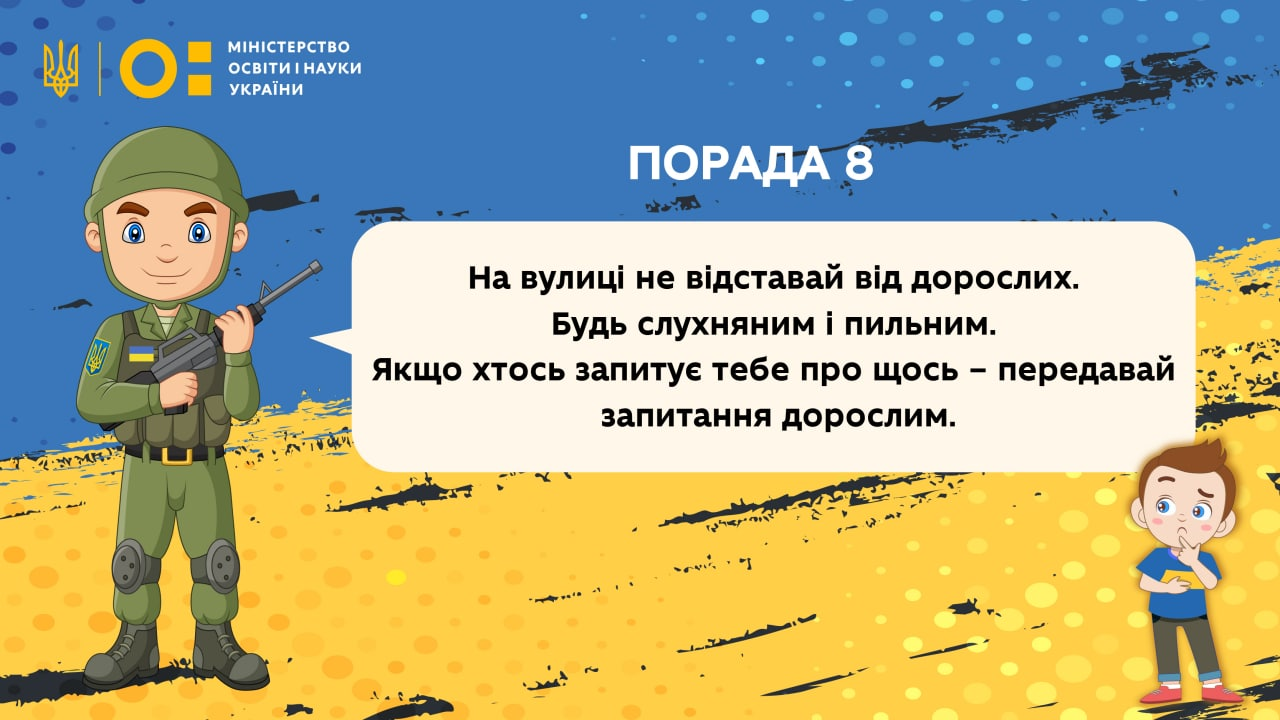 МІНІСТЕРСТВО
ОСВІТИ І НАУКИ
УКРАЇНИ
ПОРАДА 8
На вулиці не відставай від дорослих.
Будь слухняним і пильним.
Якщо хтось запитує тебе про щось – передавай
запитання дорослим.